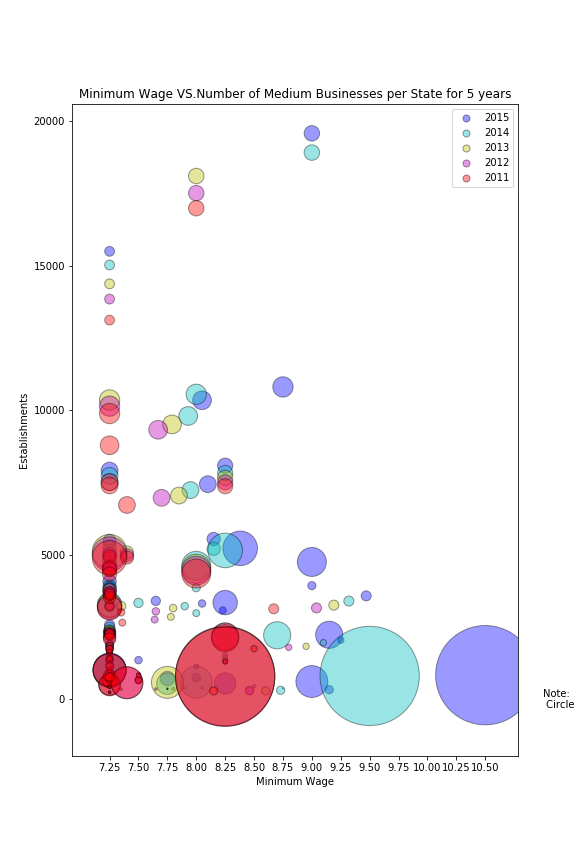 Minimum Wage VS.Number of Medium Businesses per State for 5 years
20000
15000
10000
5000
0
Establishments
2015
2014
2013
2012
2011
7.25 7.50 7.75 8.00 8.25 8.50 8.75 9.00 9.25 9.50 9.75 10.00 10.25 10.50
Minimum Wage
Note:
Circle